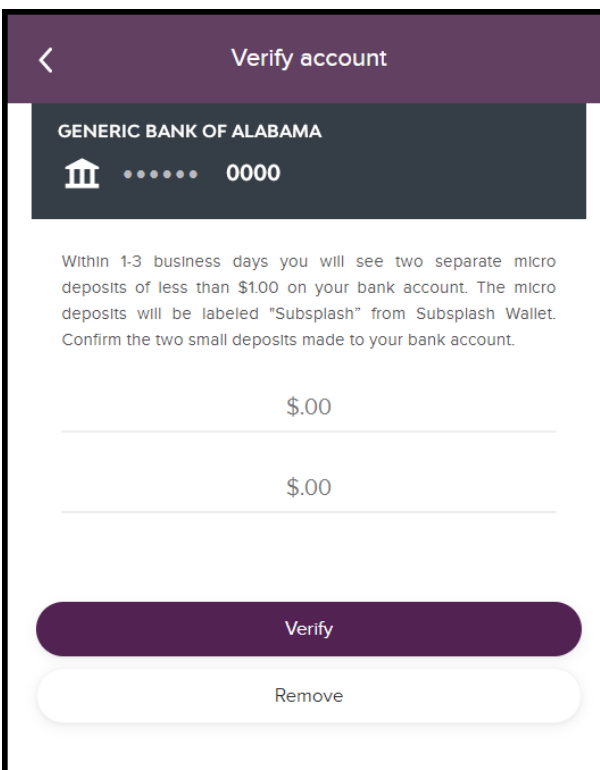 Verify account
GENERIC BANK OF ALABAMA
•••••• 0000
Within 1-3 business days you will see two separate micro
deposits of less than $1.00 on your bank account. The micro
deposits will be labeled "Subsplash” from Subsplash Wallet.
Confirm the two small deposits made to your bank account.
$.00
$.00
Verify
Remove